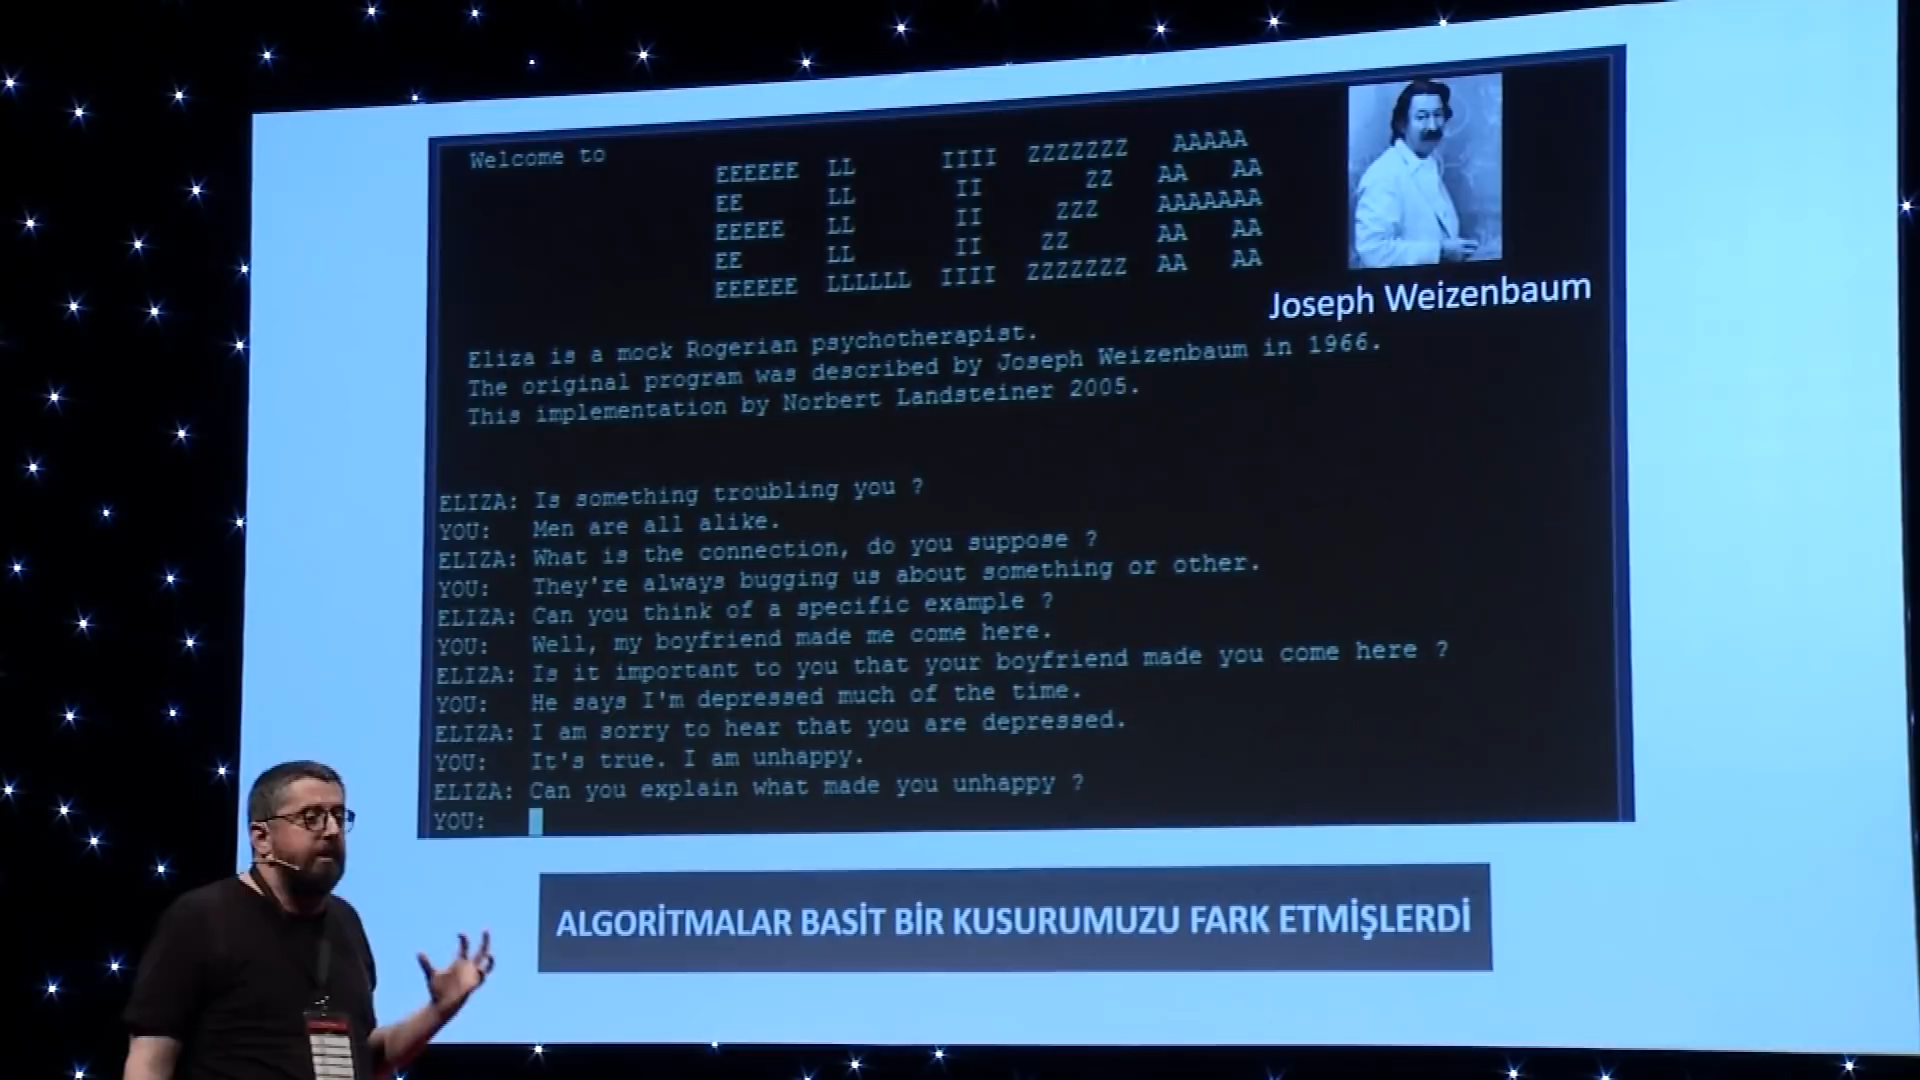 Welcome to
EEEEEE LL IIII ZZZZZZZ AAAAA
EE LL II ZZ AA AA
EEEEE LL II ZZZ AAAAAAA
EE LL II ZZ AA AA
EEEEEE LLLLLL IIII ZZZZZZZ AA AA
Joseph Weizenbaum
Eliza is a mock Rogerian psychotherapist.
The original program was described by Joseph Weizenbaum in 1966.
This implementation by Norbert Landsteiner 2005.
ELIZA: Is something troubling you ?
YOU: Men are all alike.
ELIZA: What is the connection, do you suppose ?
YOU: They're always bugging us about something or other.
ELIZA: Can you think of a specific example ?
YOU: Well, my boyfriend made me come here.
ELIZA: Is it important to you that your boyfriend made you come here ?
YOU: He says I'm depressed much of the time.
ELIZA: I am sorry to hear that you are depressed.
YOU: It's true. I am unhappy.
ELIZA: Can you explain what made you unhappy ?
YOU:
ALGORİTMALAR BASİT BİR KUSURUMUZU FARK ETMİŞLERDİ